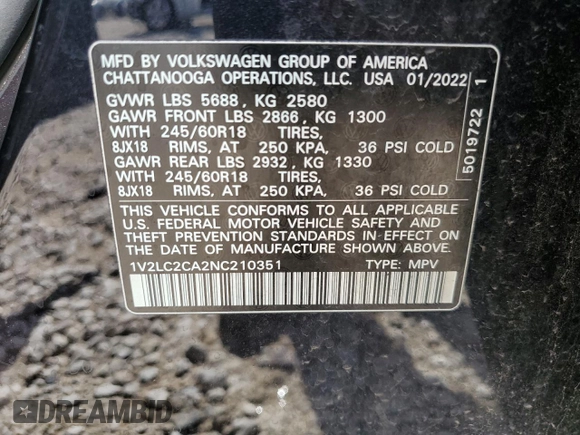 MFD BY VOLKSWAGEN GROUP OF AMERICA
CHATTANOOGA OPERATIONS, LLC. USA 01/2022
GVWR LBS 5688, KG 2580
GAWR FRONT LBS 2866, KG 1300
WITH 245/60R18 TIRES,
8JX18 RIMS, AT 250 KPA, 36 PSI COLD
GAWR REAR LBS 2932, KG 1330
WITH 245/60R18 TIRES,
8JX18 RIMS, AT 250 KPA, 36 PSI COLD
THIS VEHICLE CONFORMS TO ALL APPLICABLE
U.S. FEDERAL MOTOR VEHICLE SAFETY AND
THEFT PREVENTION STANDARDS IN EFFECT ON THE
DATE OF MANUFACTURE SHOWN ABOVE.
1V2LC2CA2NC210351 TYPE: MPV
5019722 1
DREAMBID